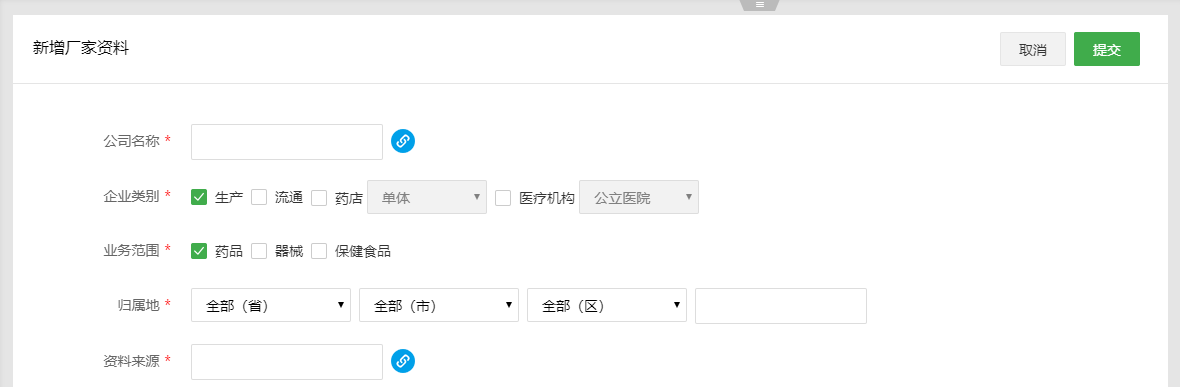 新增厂家资料 取消 提交
公司名称 *
企业类别 * 生产 流通 药店 单体 医疗机构 公立医院
业务范围 * 药品 器械 保健食品
归属地 * 全部（省） 全部（市） 全部（区）
资料来源 *